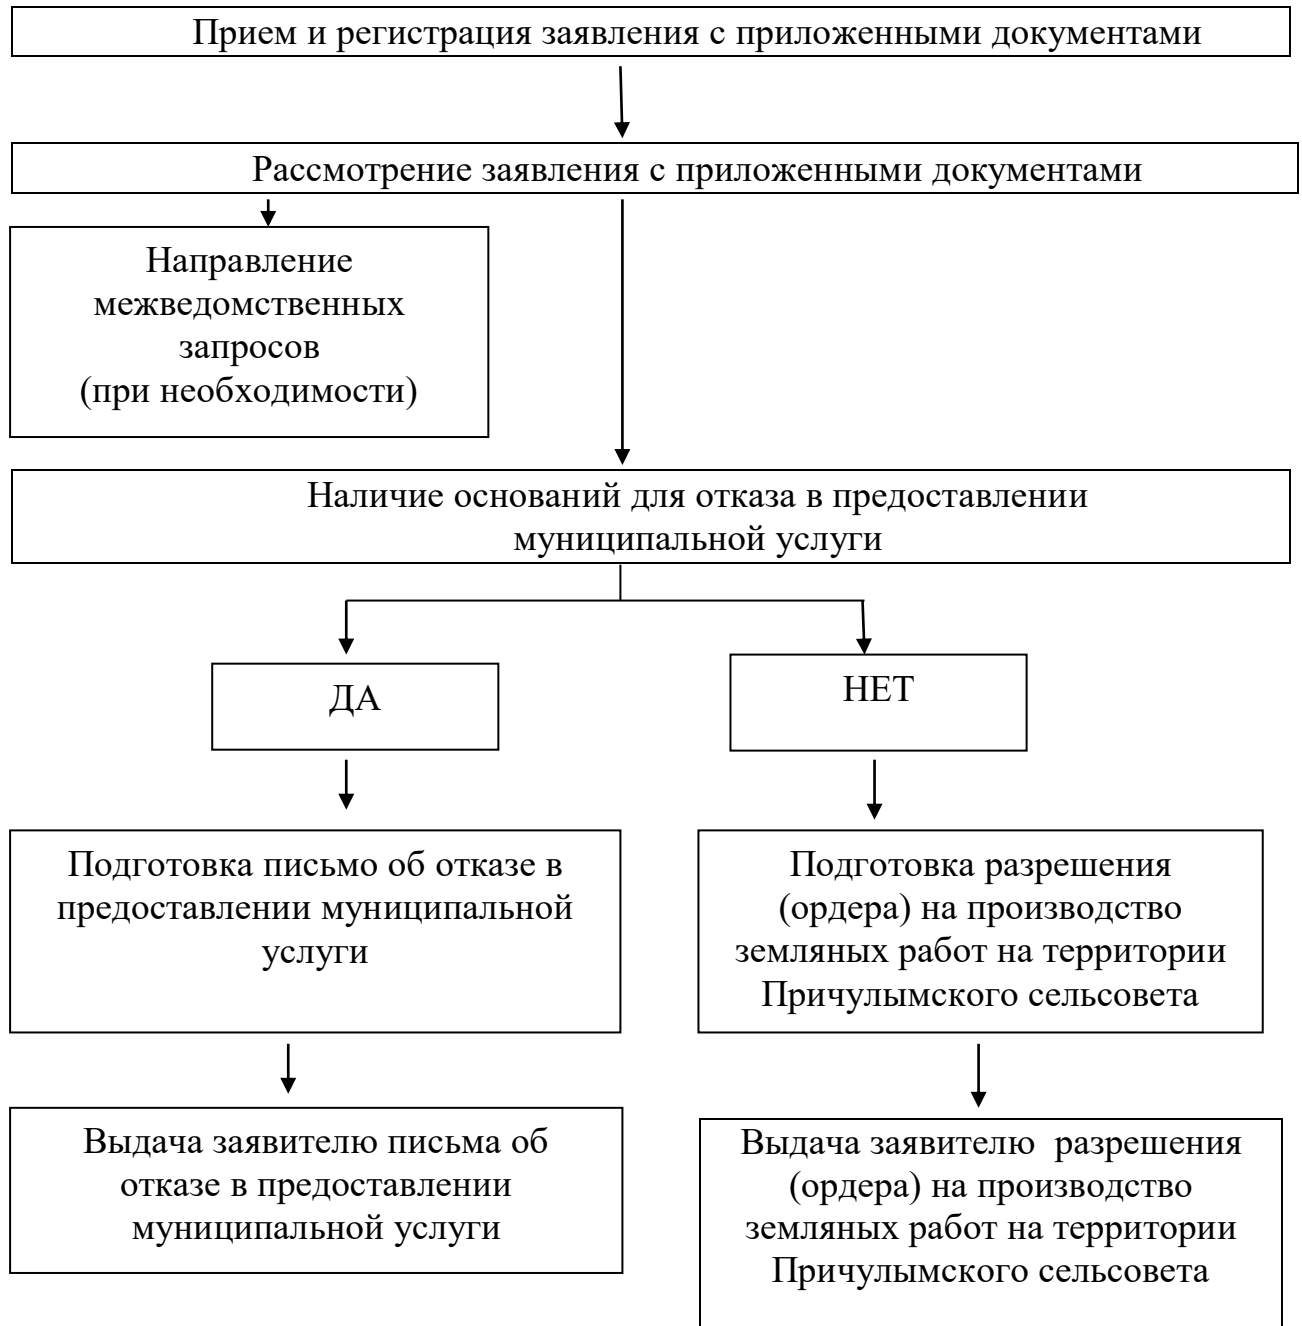 Прием и регистрация заявления с приложенными документами
Рассмотрение заявления с приложенными документами
Направление
межведомственных
запросов
(при необходимости)
Наличие оснований для отказа в предоставлении
муниципальной услуги
ДА
НЕТ
Подготовка письмо об отказе в
предоставлении муниципальной
услуги
Подготовка разрешения
(ордера) на производство
земляных работ на территории
Причулымского сельсовета
Выдача заявителю письма об
отказе в предоставлении
муниципальной услуги
Выдача заявителю разрешения
(ордера) на производство
земляных работ на территории
Причулымского сельсовета